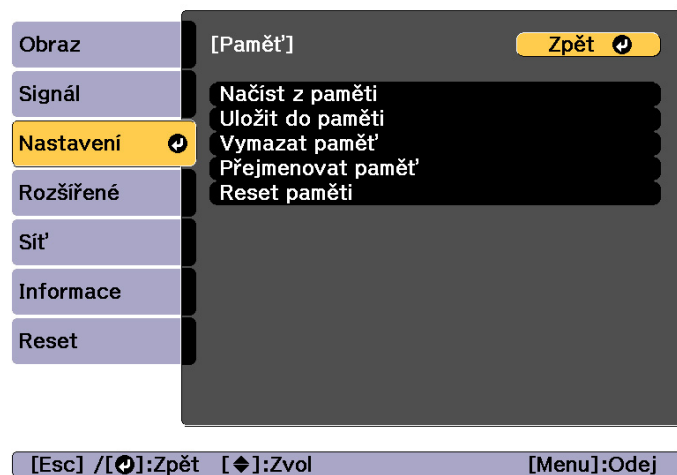 Obraz
Signál
Nastavení
Rozšířené
Síť
Informace
Reset
[Paměť]
Zpět
Načíst z paměti
Uložit do paměti
Vymazat paměť
Přejmenovat paměť
Reset paměti
[Esc] /[⏎]:Zpět [◆]:Zvol [Menu]:Odej